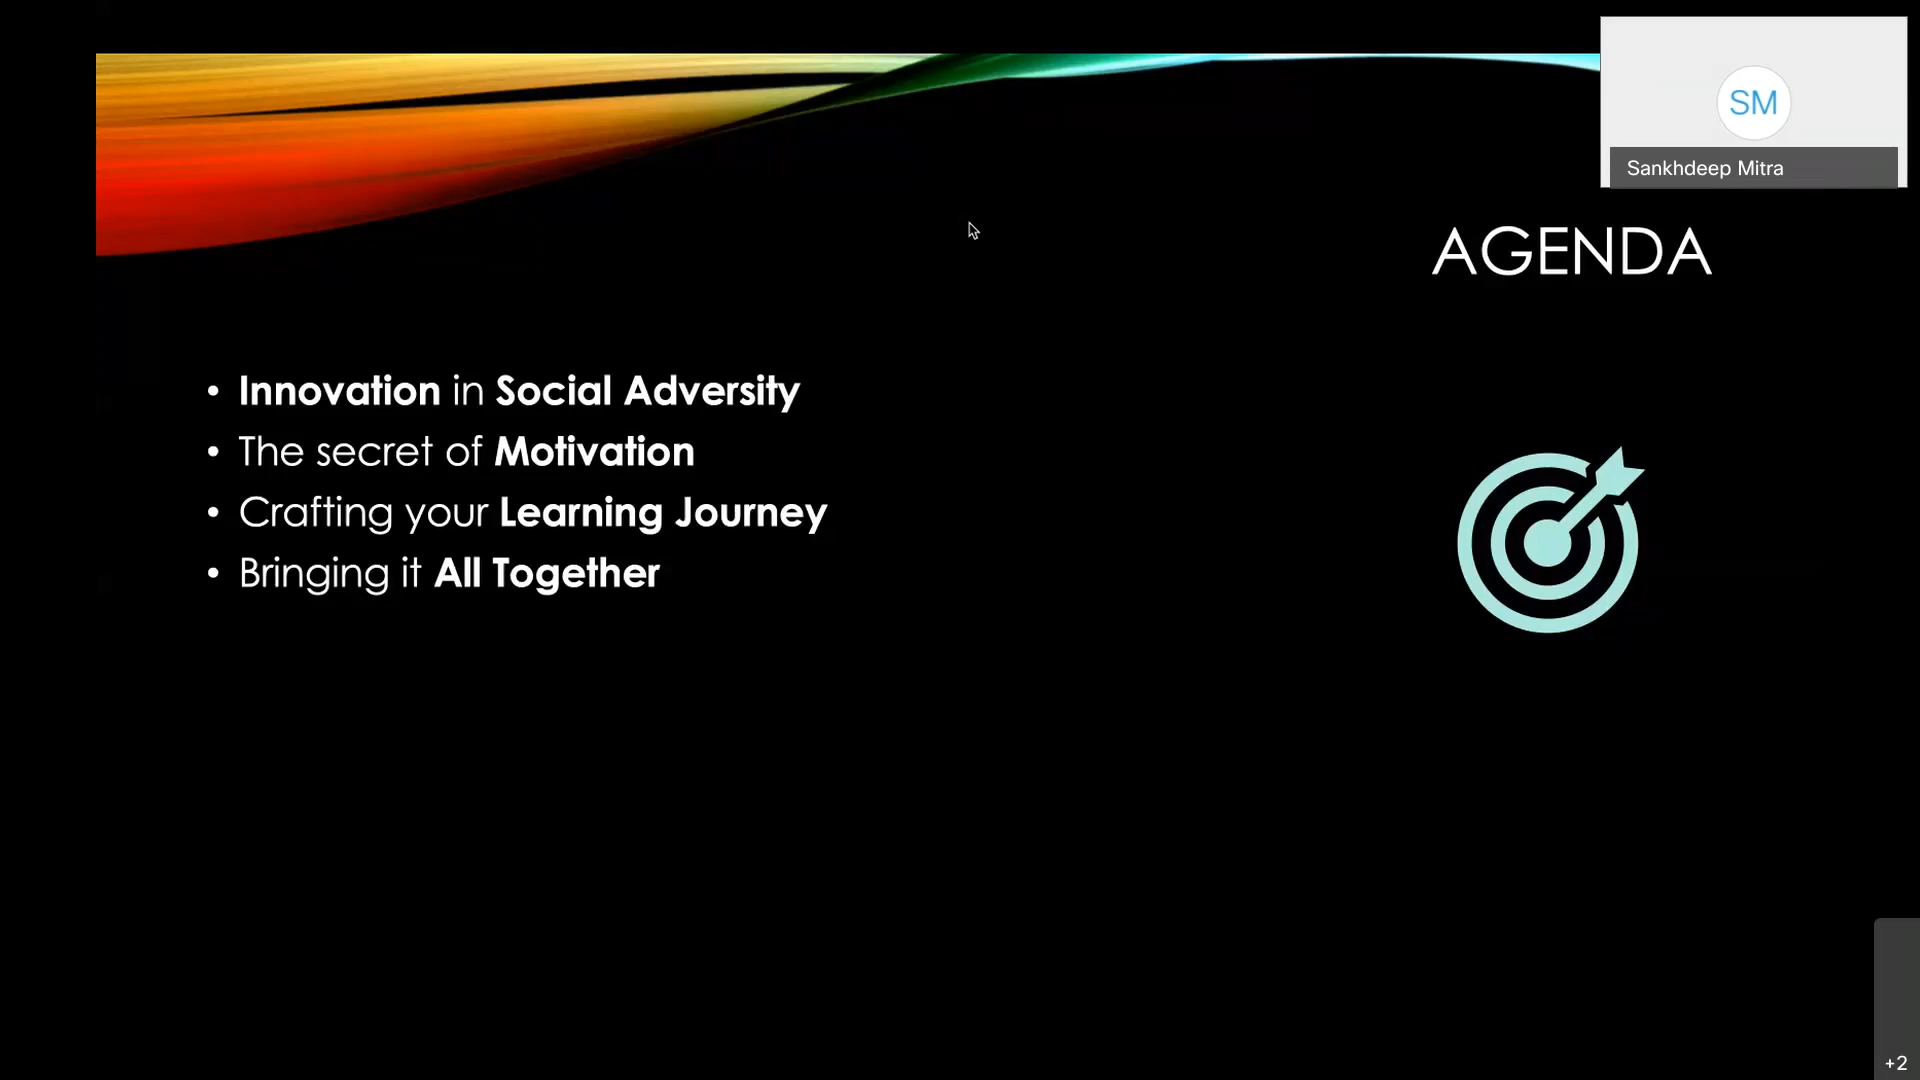 SM
Sankhdeep Mitra
AGENDA
• Innovation in Social Adversity
• The secret of Motivation
• Crafting your Learning Journey
• Bringing it All Together
+2